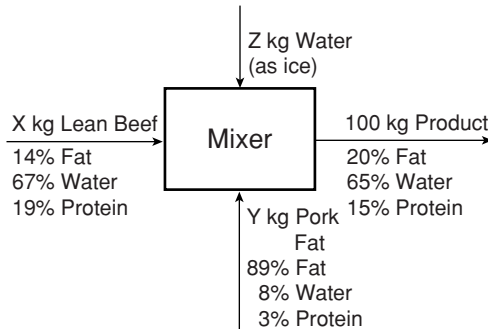 Z kg Water
(as ice)
X kg Lean Beef
14% Fat
67% Water
19% Protein
Mixer
100 kg Product
20% Fat
65% Water
15% Protein
Y kg Pork
Fat
89% Fat
8% Water
3% Protein